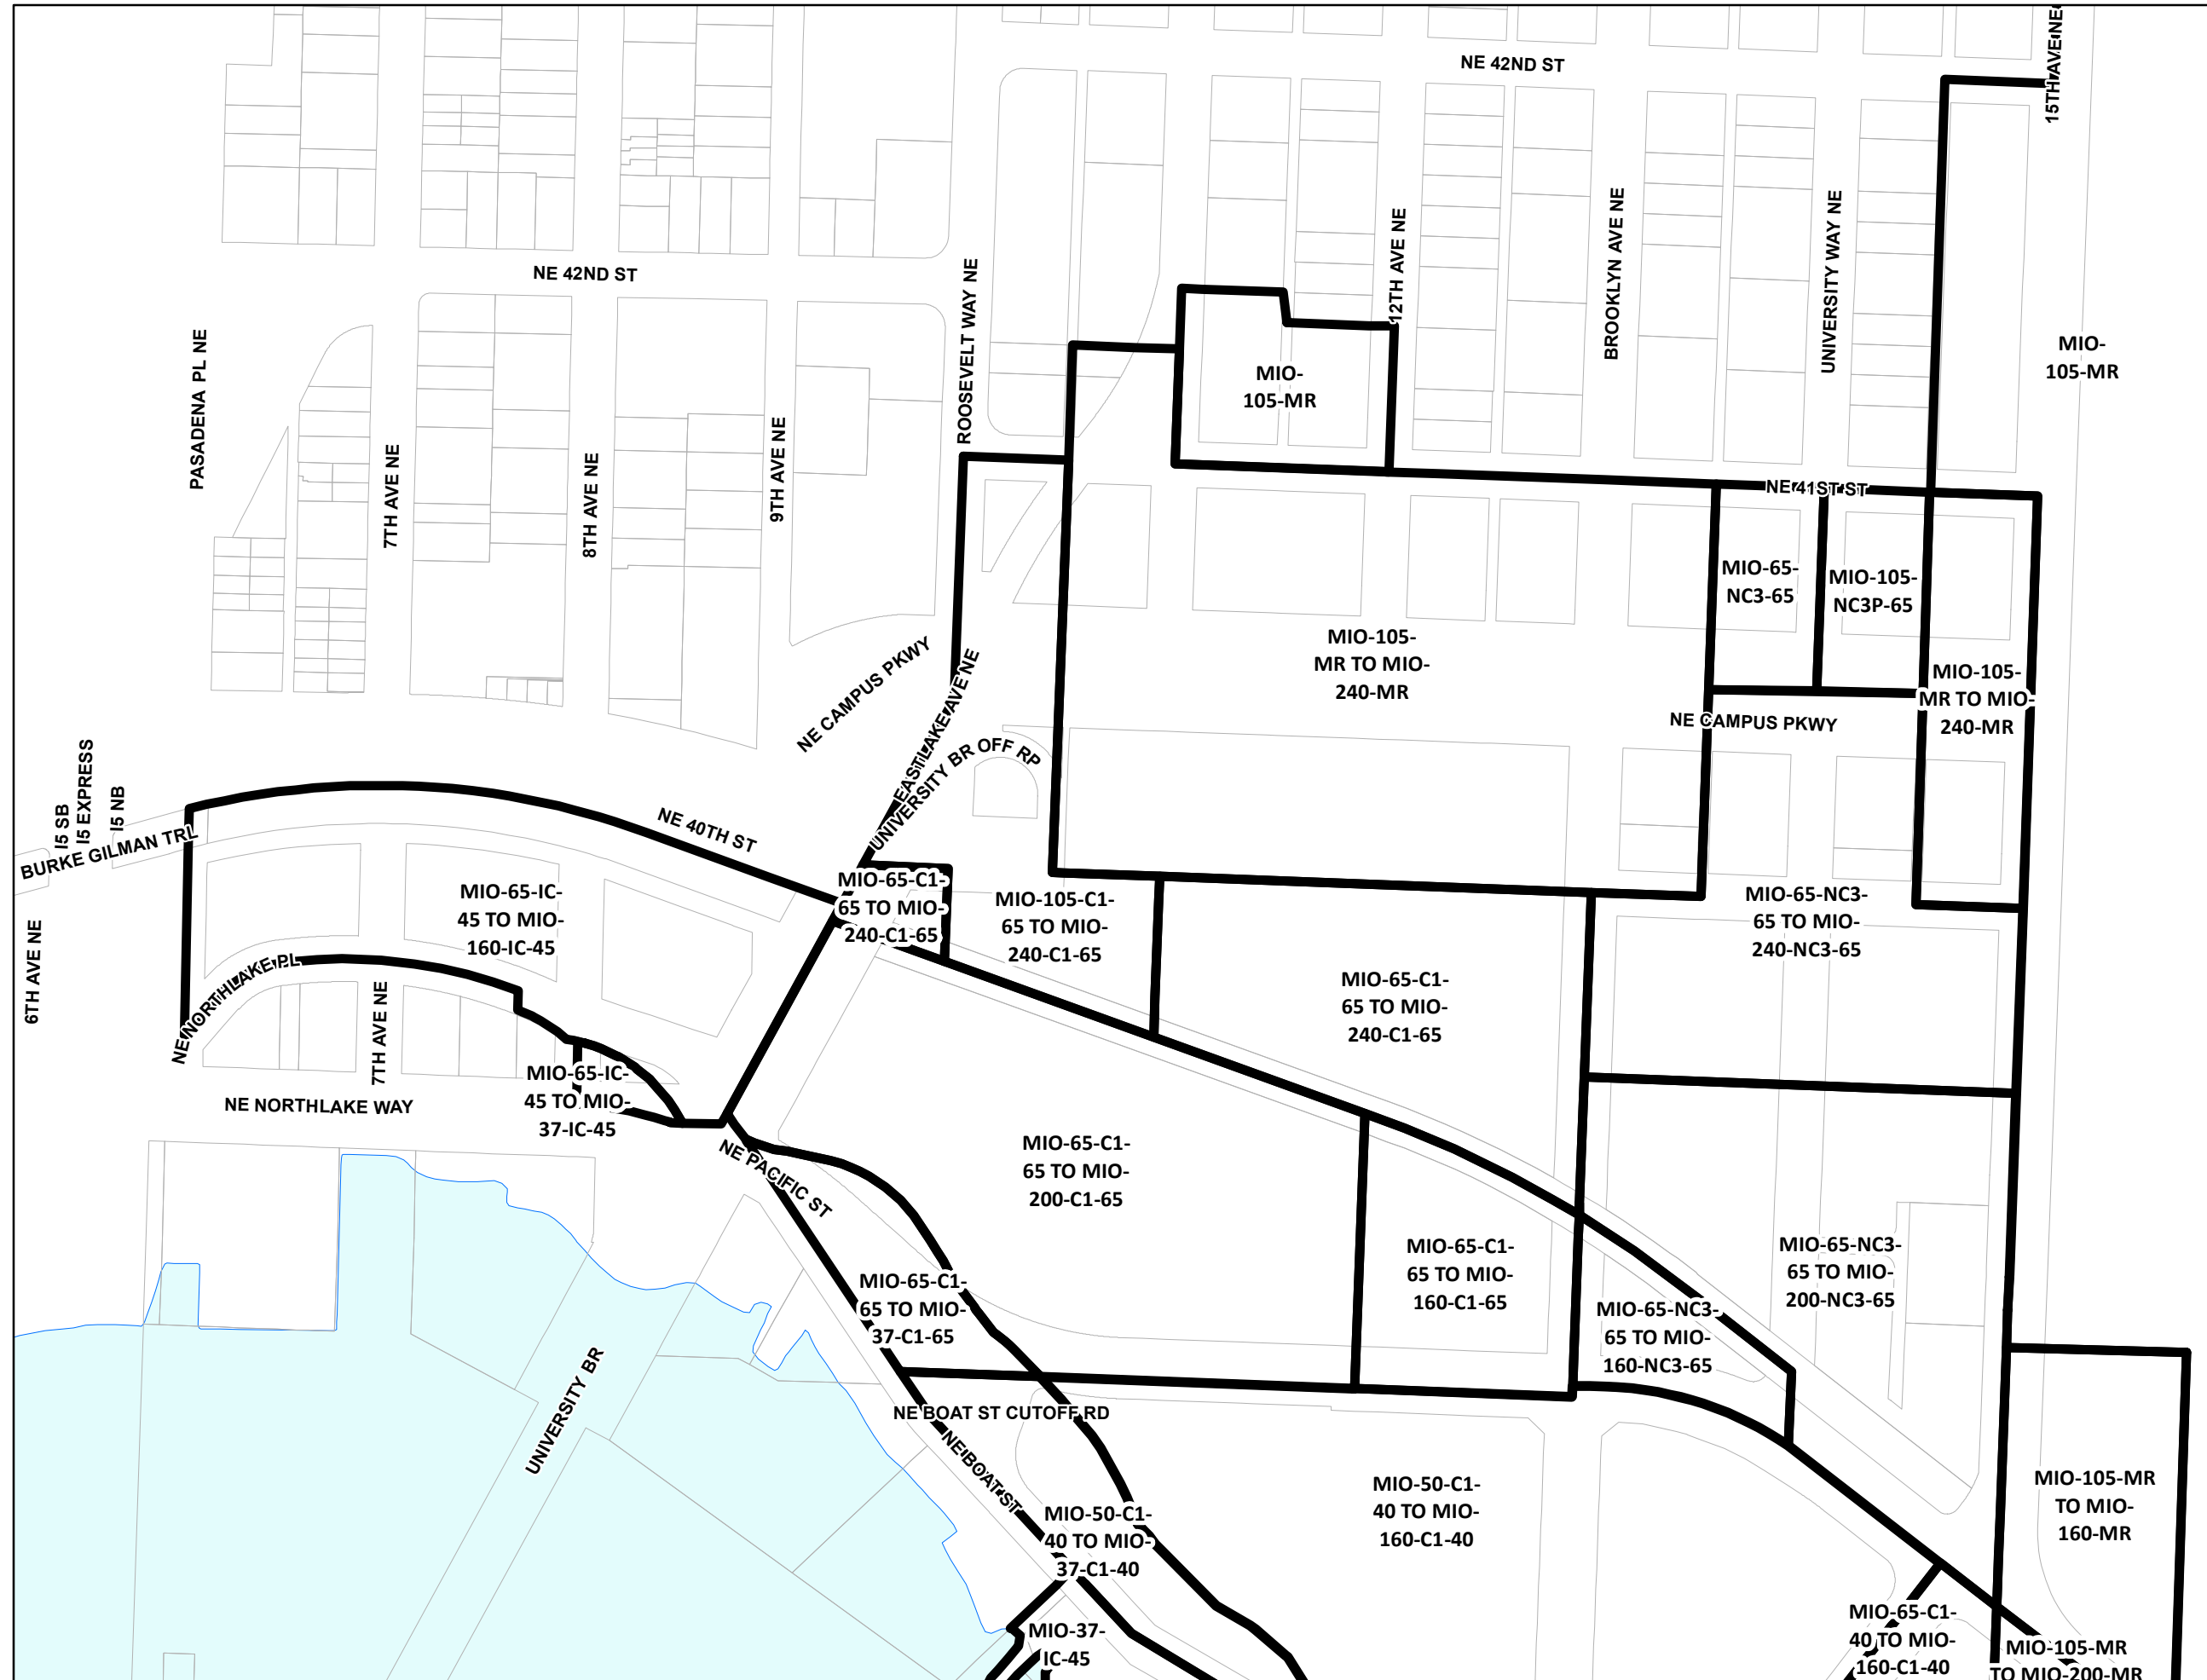 15TH AVE NE
NE 42ND ST
NE 42ND ST
PASADENA PL NE
ROOSEVELT WAY NE
12TH AVE NE
BROOKLYN AVE NE
UNIVERSITY WAY NE
MIO-
105-MR
MIO-
105-MR
7TH AVE NE
8TH AVE NE
9TH AVE NE
NE 41ST ST
MIO-65-
NC3-65
MIO-105-
NC3P-65
MIO-105-
MR TO MIO-
240-MR
MIO-105-
MR TO MIO-
240-MR
NE CAMPUS PKWY
NE CAMPUS PKWY
EASTLAKE AVE NE
UNIVERSITY BR OFF RP
I5 SB
I5 EXPRESS
I5 NB
BURKE GILMAN TRL
NE 40TH ST
6TH AVE NE
MIO-65-IC-
45 TO MIO-
160-IC-45
MIO-65-C1-
65 TO MIO-
240-C1-65
MIO-105-C1-
65 TO MIO-
240-C1-65
MIO-65-NC3-
65 TO MIO-
240-NC3-65
MIO-65-C1-
65 TO MIO-
240-C1-65
NE NORTHLAKE PL
7TH AVE NE
MIO-65-IC-
45 TO MIO-
37-IC-45
NE NORTHLAKE WAY
NE PACIFIC ST
MIO-65-C1-
65 TO MIO-
200-C1-65
MIO-65-C1-
65 TO MIO-
37-C1-65
MIO-65-C1-
65 TO MIO-
160-C1-65
MIO-65-NC3-
65 TO MIO-
200-NC3-65
MIO-65-NC3-
65 TO MIO-
160-NC3-65
UNIVERSITY BR
NE BOAT ST CUTOFF RD
NE BOAT ST
MIO-50-C1-
40 TO MIO-
37-C1-40
MIO-50-C1-
40 TO MIO-
160-C1-40
MIO-105-MR
TO MIO-
160-MR
MIO-37-
IC-45
MIO-65-C1-
40 TO MIO-
160-C1-40
MIO-105-MR
TO MIO-200-MR